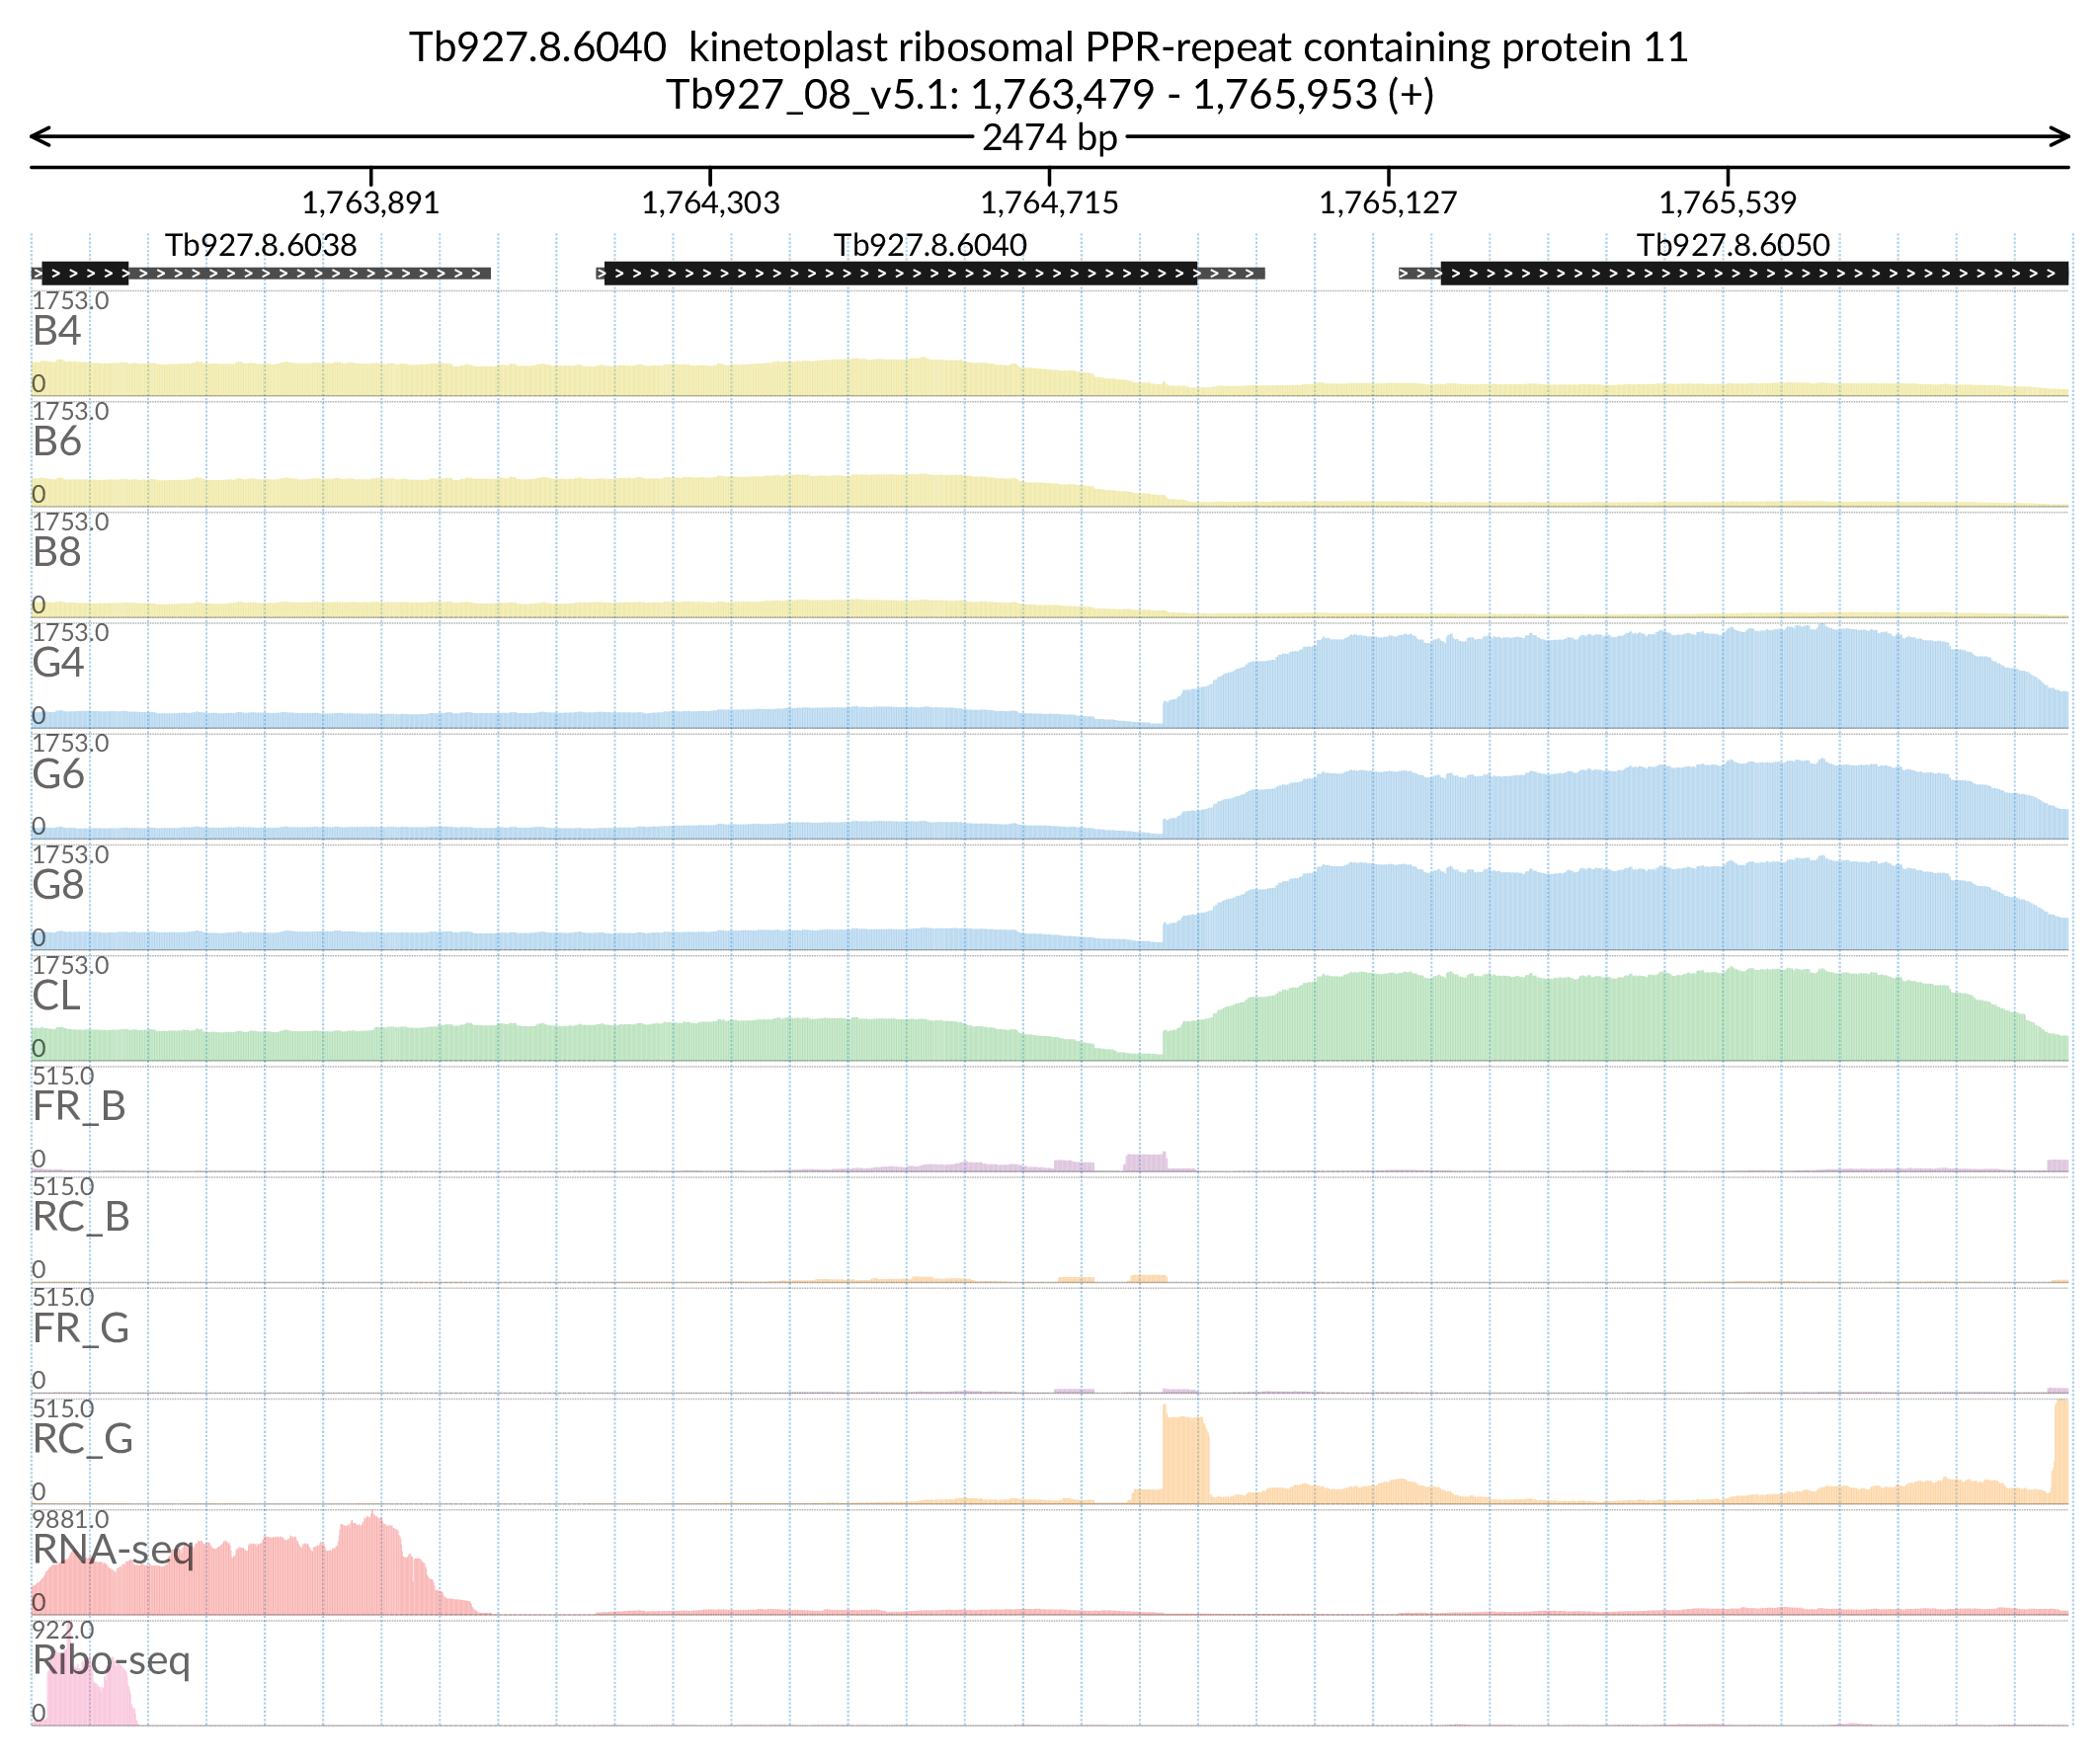 Tb927.8.6040 kinetoplast ribosomal PPR-repeat containing protein 11
Tb927_08_v5.1: 1,763,479 - 1,765,953 (+)
2474 bp
1,763,891 1,764,303 1,764,715 1,765,127 1,765,539
Tb927.8.6038 Tb927.8.6040 Tb927.8.6050
1753.0
B4
0
1753.0
B6
0
1753.0
B8
0
1753.0
G4
0
1753.0
G6
0
1753.0
G8
0
1753.0
CL
0
515.0
FR_B
0
515.0
RC_B
0
515.0
FR_G
0
515.0
RC_G
0
9881.0
RNA-seq
0
922.0
Ribo-seq
0